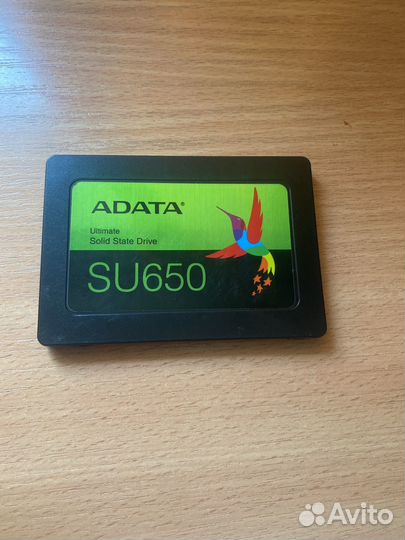 ADATA
Ultimate
Solid State Drive
SU650
Avito